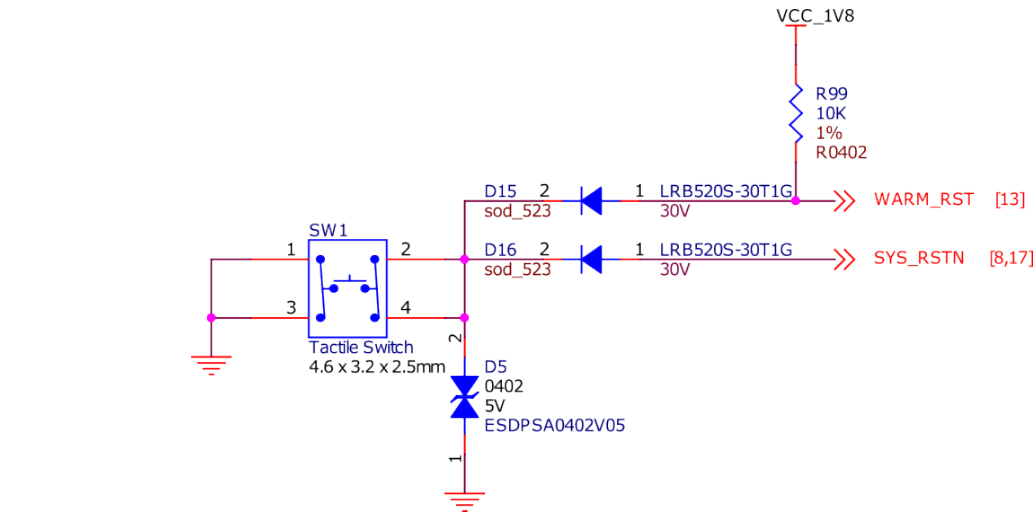 VCC_1V8
R99
10K
1%
R0402
D15 2 1 LRB520S-30T1G
sod_523 30V
WARM_RST [13]
SW1
1 2
D16 2 1 LRB520S-30T1G
sod_523 30V
SYS_RSTN [8,17]
3 4
Tactile Switch
4.6 x 3.2 x 2.5mm
2
D5
0402
5V
ESDPSA0402V05
1